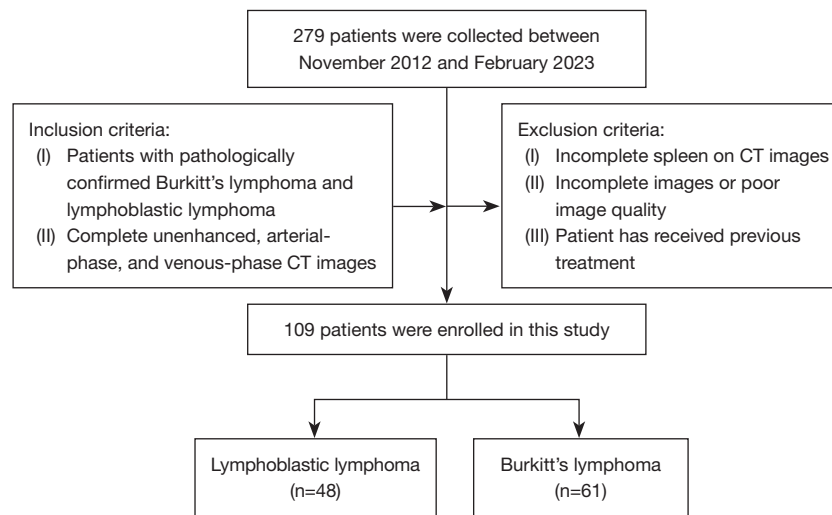 279 patients were collected between
November 2012 and February 2023
Inclusion criteria:
(I) Patients with pathologically
confirmed Burkitt's lymphoma and
lymphoblastic lymphoma
(II) Complete unenhanced, arterial-
phase, and venous-phase CT images
Exclusion criteria:
(I) Incomplete spleen on CT images
(II) Incomplete images or poor
image quality
(III) Patient has received previous
treatment
109 patients were enrolled in this study
Lymphoblastic lymphoma
(n=48)
Burkitt's lymphoma
(n=61)